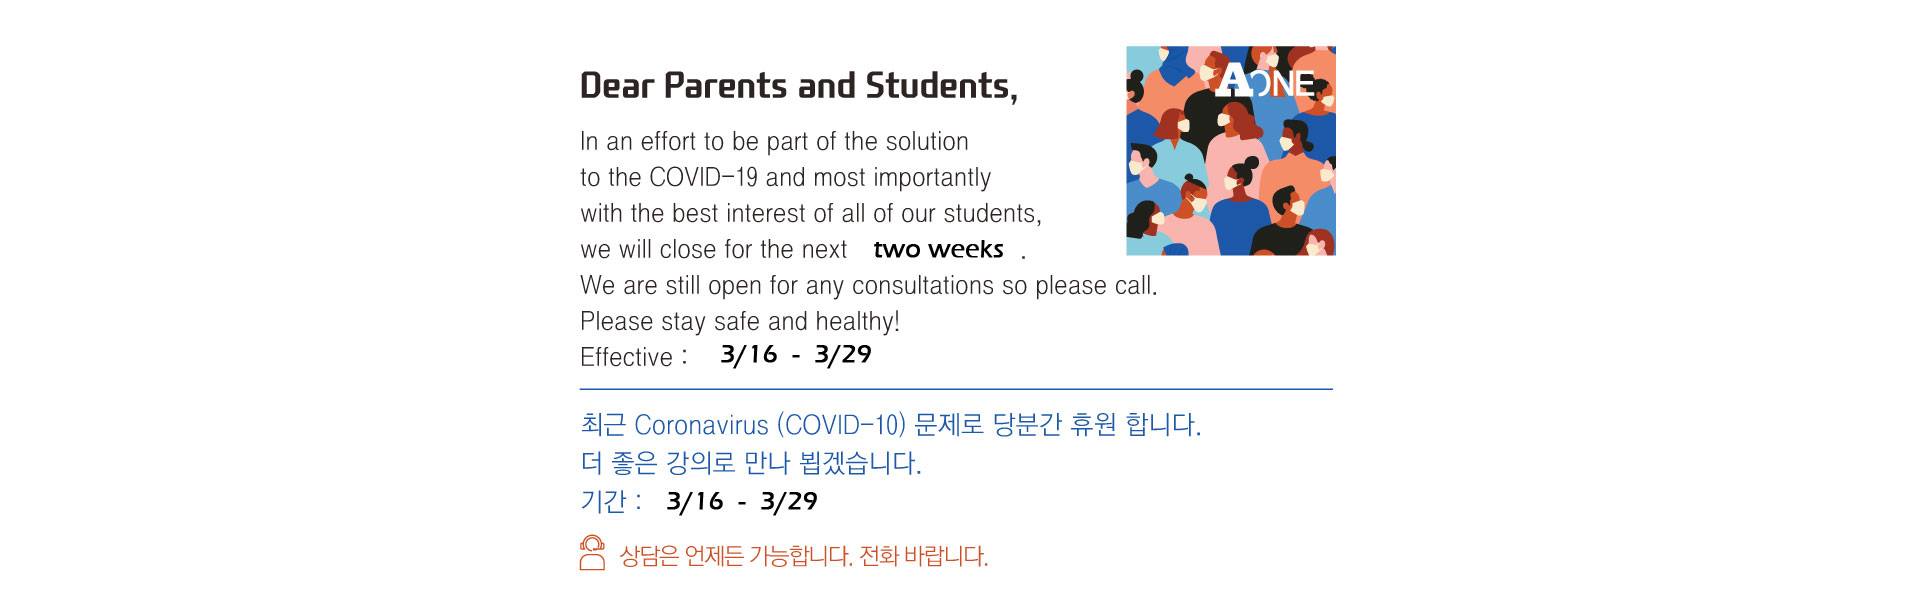 AONE
Dear Parents and Students,
In an effort to be part of the solution
to the COVID-19 and most importantly
with the best interest of all of our students,
we will close for the next two weeks .
We are still open for any consultations so please call.
Please stay safe and healthy!
Effective : 3/16 - 3/29
최근 Coronavirus (COVID-10) 문제로 당분간 휴원 합니다.
더 좋은 강의로 만나 뵙겠습니다.
기간 : 3/16 - 3/29
상담은 언제든 가능합니다. 전화 바랍니다.